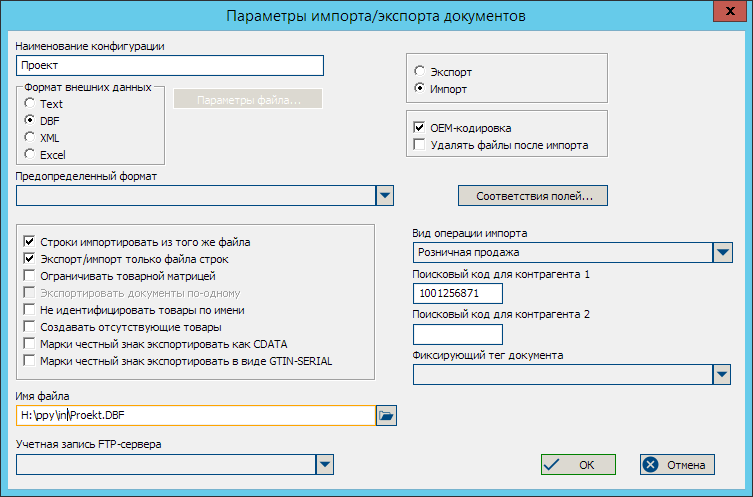 Параметры импорта/экспорта документов
x
Наименование конфигурации
Проект
Формат внешних данных
Text
DBF
XML
Excel
Параметры файла...
Экспорт
Импорт
OEM-кодировка
Удалять файлы после импорта
Предопределенный формат
Соответствия полей...
Строки импортировать из того же файла
Экспорт/импорт только файла строк
Ограничивать товарной матрицей
Экспортировать документы по-одному
Не идентифицировать товары по имени
Создавать отсутствующие товары
Марки честный знак экспортировать как CDATA
Марки честный знак экспортировать в виде GTIN-SERIAL
Вид операции импорта
Розничная продажа
Поисковый код для контрагента 1
1001256871
Поисковый код для контрагента 2
Фиксирующий тег документа
Имя файла
H:\ppy\in\Proekt.DBF
Учетная запись FTP-сервера
OK
Отмена